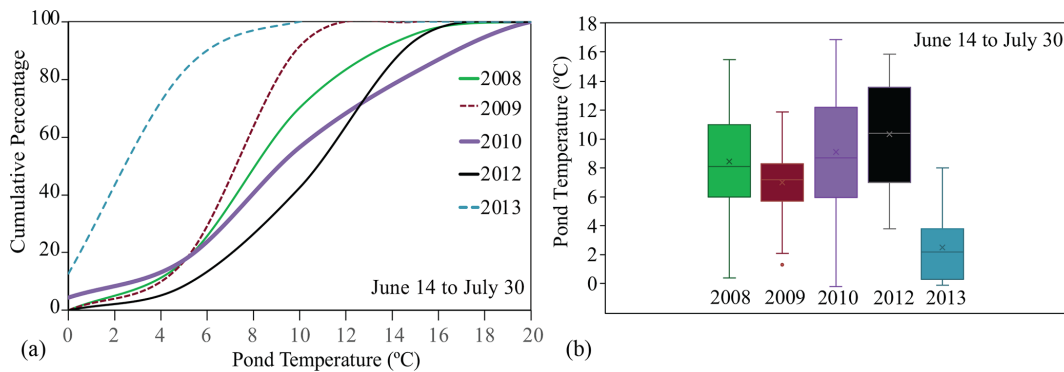 (a)
Cumulative Percentage
100
80
60
40
20
0
2008
2009
2010
2012
2013
June 14 to July 30
0 2 4 6 8 10 12 14 16 18 20
Pond Temperature (ºC)
(b)
Pond Temperature (ºC)
18
16
14
12
10
8
6
4
2
0
June 14 to July 30
2008 2009 2010 2012 2013